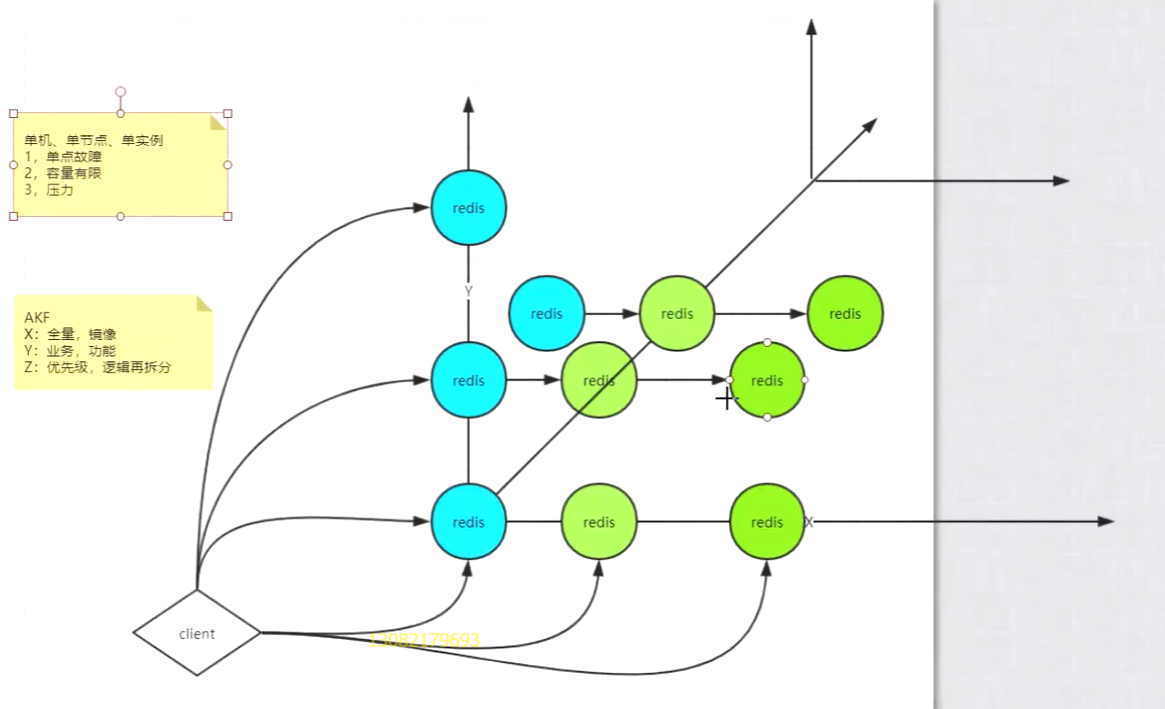 单机、单节点、单实例
1，单点故障
2，容量有限
3，压力
AKF
X：全量，镜像
Y：业务，功能
Z：优先级，逻辑再拆分
redis
Y
redis
redis
redis
redis
redis
redis
redis
redis
redis
X
client
13082179693